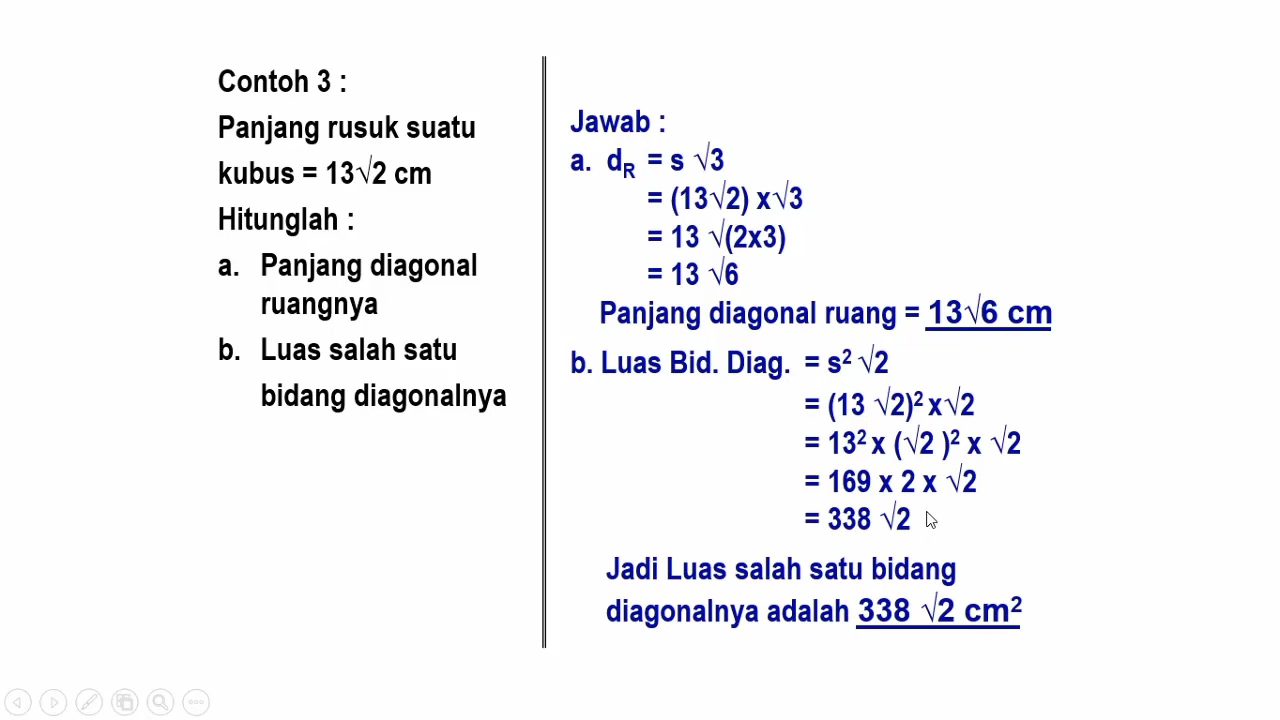 Contoh 3 :
Panjang rusuk suatu
kubus = 13√2 cm
Hitunglah :
a. Panjang diagonal
ruangnya
b. Luas salah satu
bidang diagonalnya
Jawab :
a. d_R = s √3
= (13√2) x√3
= 13 √(2x3)
= 13 √6
Panjang diagonal ruang = 13√6 cm
b. Luas Bid. Diag. = s² √2
= (13 √2)² x√2
= 13² x (√2 )² x √2
= 169 x 2 x √2
= 338 √2
Jadi Luas salah satu bidang
diagonalnya adalah 338 √2 cm²